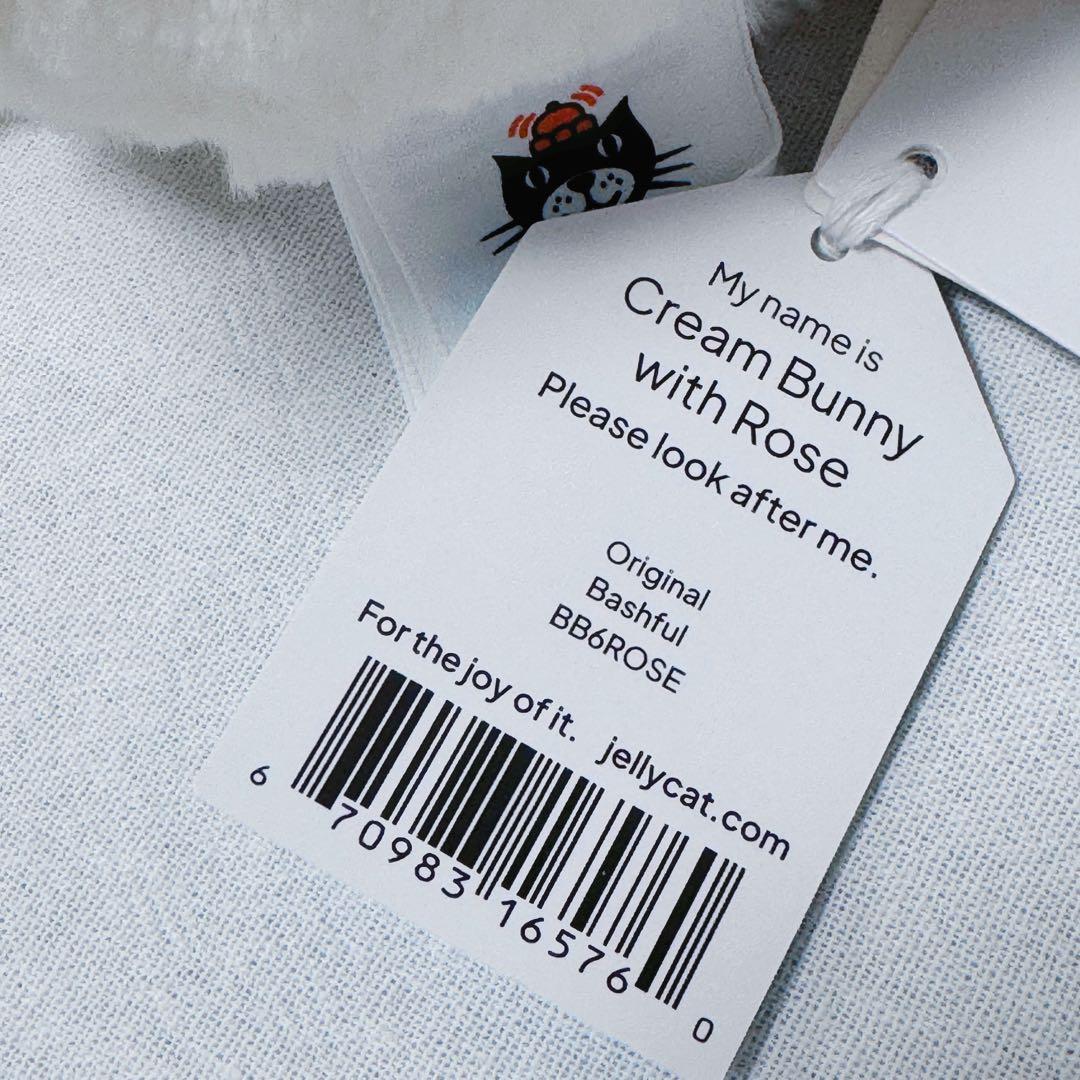 My name is
Cream Bunny
with Rose
Please look after me.
Original
Bashful
BB6ROSE
For the joy of it. jellycat.com
6 70983 16576 0